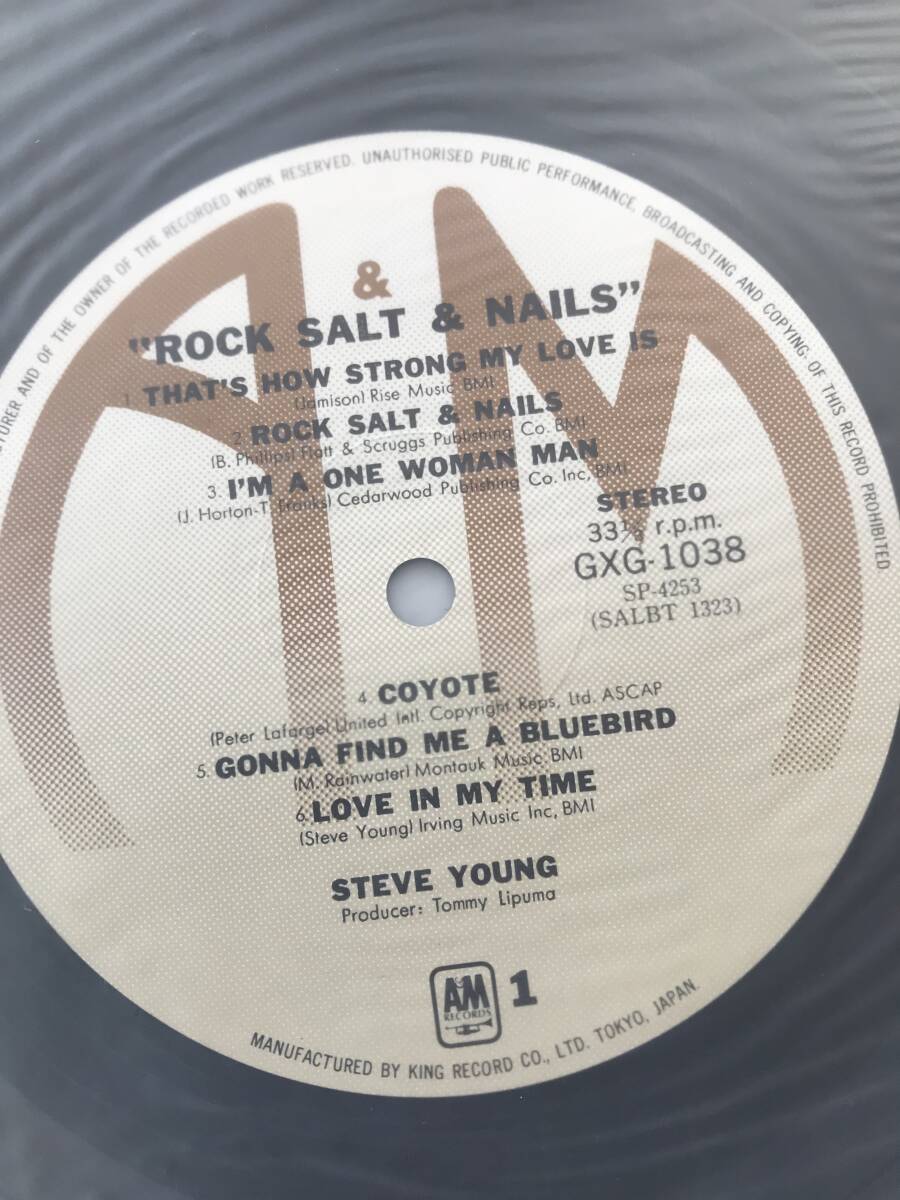 CTURER AND OF THE OWNER OF THE RECORDED WORK RESERVED. UNAUTHORISED PUBLIC PERFORMANCE, BROADCASTING AND COPYING, OF THIS RECORD PROHIBITED
&
"ROCK SALT & NAILS"
1. THAT'S HOW STRONG MY LOVE IS
(Jamison) Rise Music BMI
2. ROCK SALT & NAILS
(B. Phillips) Flatt & Scruggs Publishing Co. BMI
3. I'M A ONE WOMAN MAN
(J. Horton-T. Franks) Cedarwood Publishing Co. Inc, BMI
STEREO
33⅓ r.p.m.
GXG-1038
SP-4253
(SALBT 1323)
4. COYOTE
(Peter Lafarge) United Intl. Copyright Reps, Ltd. ASCAP
5. GONNA FIND ME A BLUEBIRD
(M. Rainwater) Montauk Music BMI
6. LOVE IN MY TIME
(Steve Young) Irving Music Inc, BMI
STEVE YOUNG
Producer: Tommy Lipuma
A&M RECORDS 1
MANUFACTURED BY KING RECORD CO., LTD. TOKYO, JAPAN.